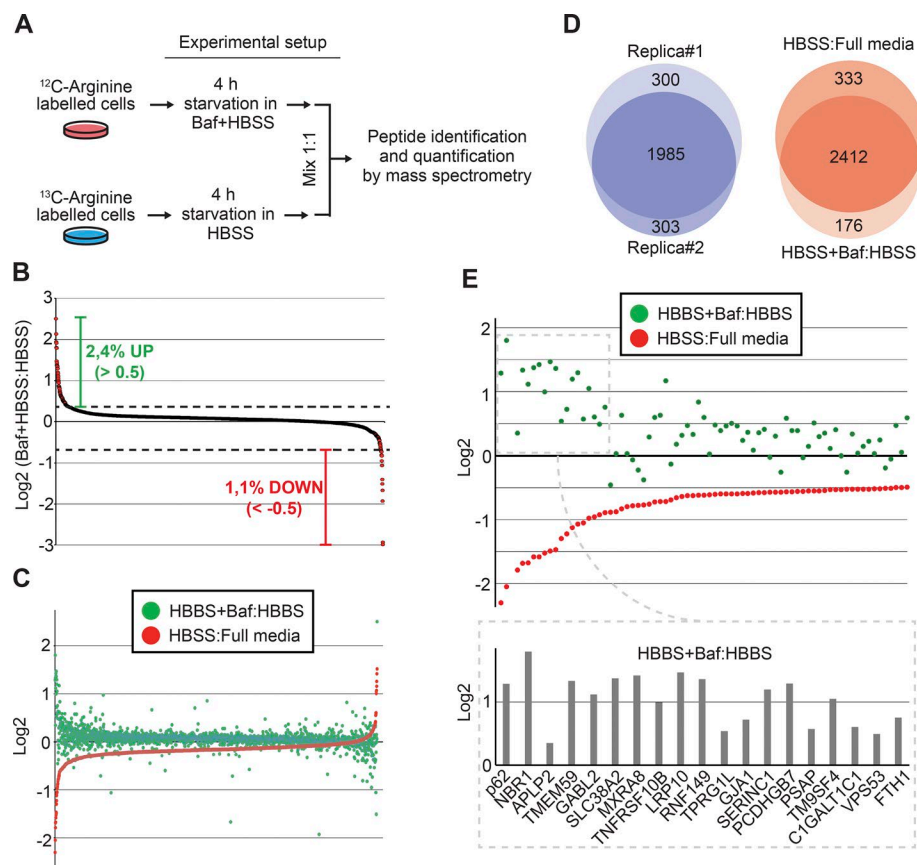 A
Experimental setup
12C-Arginine
labelled cells
4 h
starvation in
Baf+HBSS
13C-Arginine
labelled cells
4 h
starvation in
HBSS
Mix 1:1
Peptide identification
and quantification
by mass spectrometry
D
Replica#1
300
1985
303
Replica#2
HBSS:Full media
333
2412
176
HBSS+Baf:HBSS
B
Log2 (Baf+HBSS:HBSS)
3
2
1
0
-1
-2
-3
2,4% UP
(> 0.5)
1,1% DOWN
(< -0.5)
C
HBBS+Baf:HBBS
HBSS:Full media
Log2
2
1
0
-1
-2
E
HBBS+Baf:HBBS
HBSS:Full media
Log2
2
1
0
-1
-2
HBBS+Baf:HBBS
Log2
1
0
p62
NBR1
APLP2
TMEM59
GABL2
SLC38A2
MXRA8
TNFRSF10B
LRP10
RNF149
TPRG1L
GJA1
SERINC1
PCDHGB7
PSAP
TM9SF4
C1GALT1C1
VPS53
FTH1